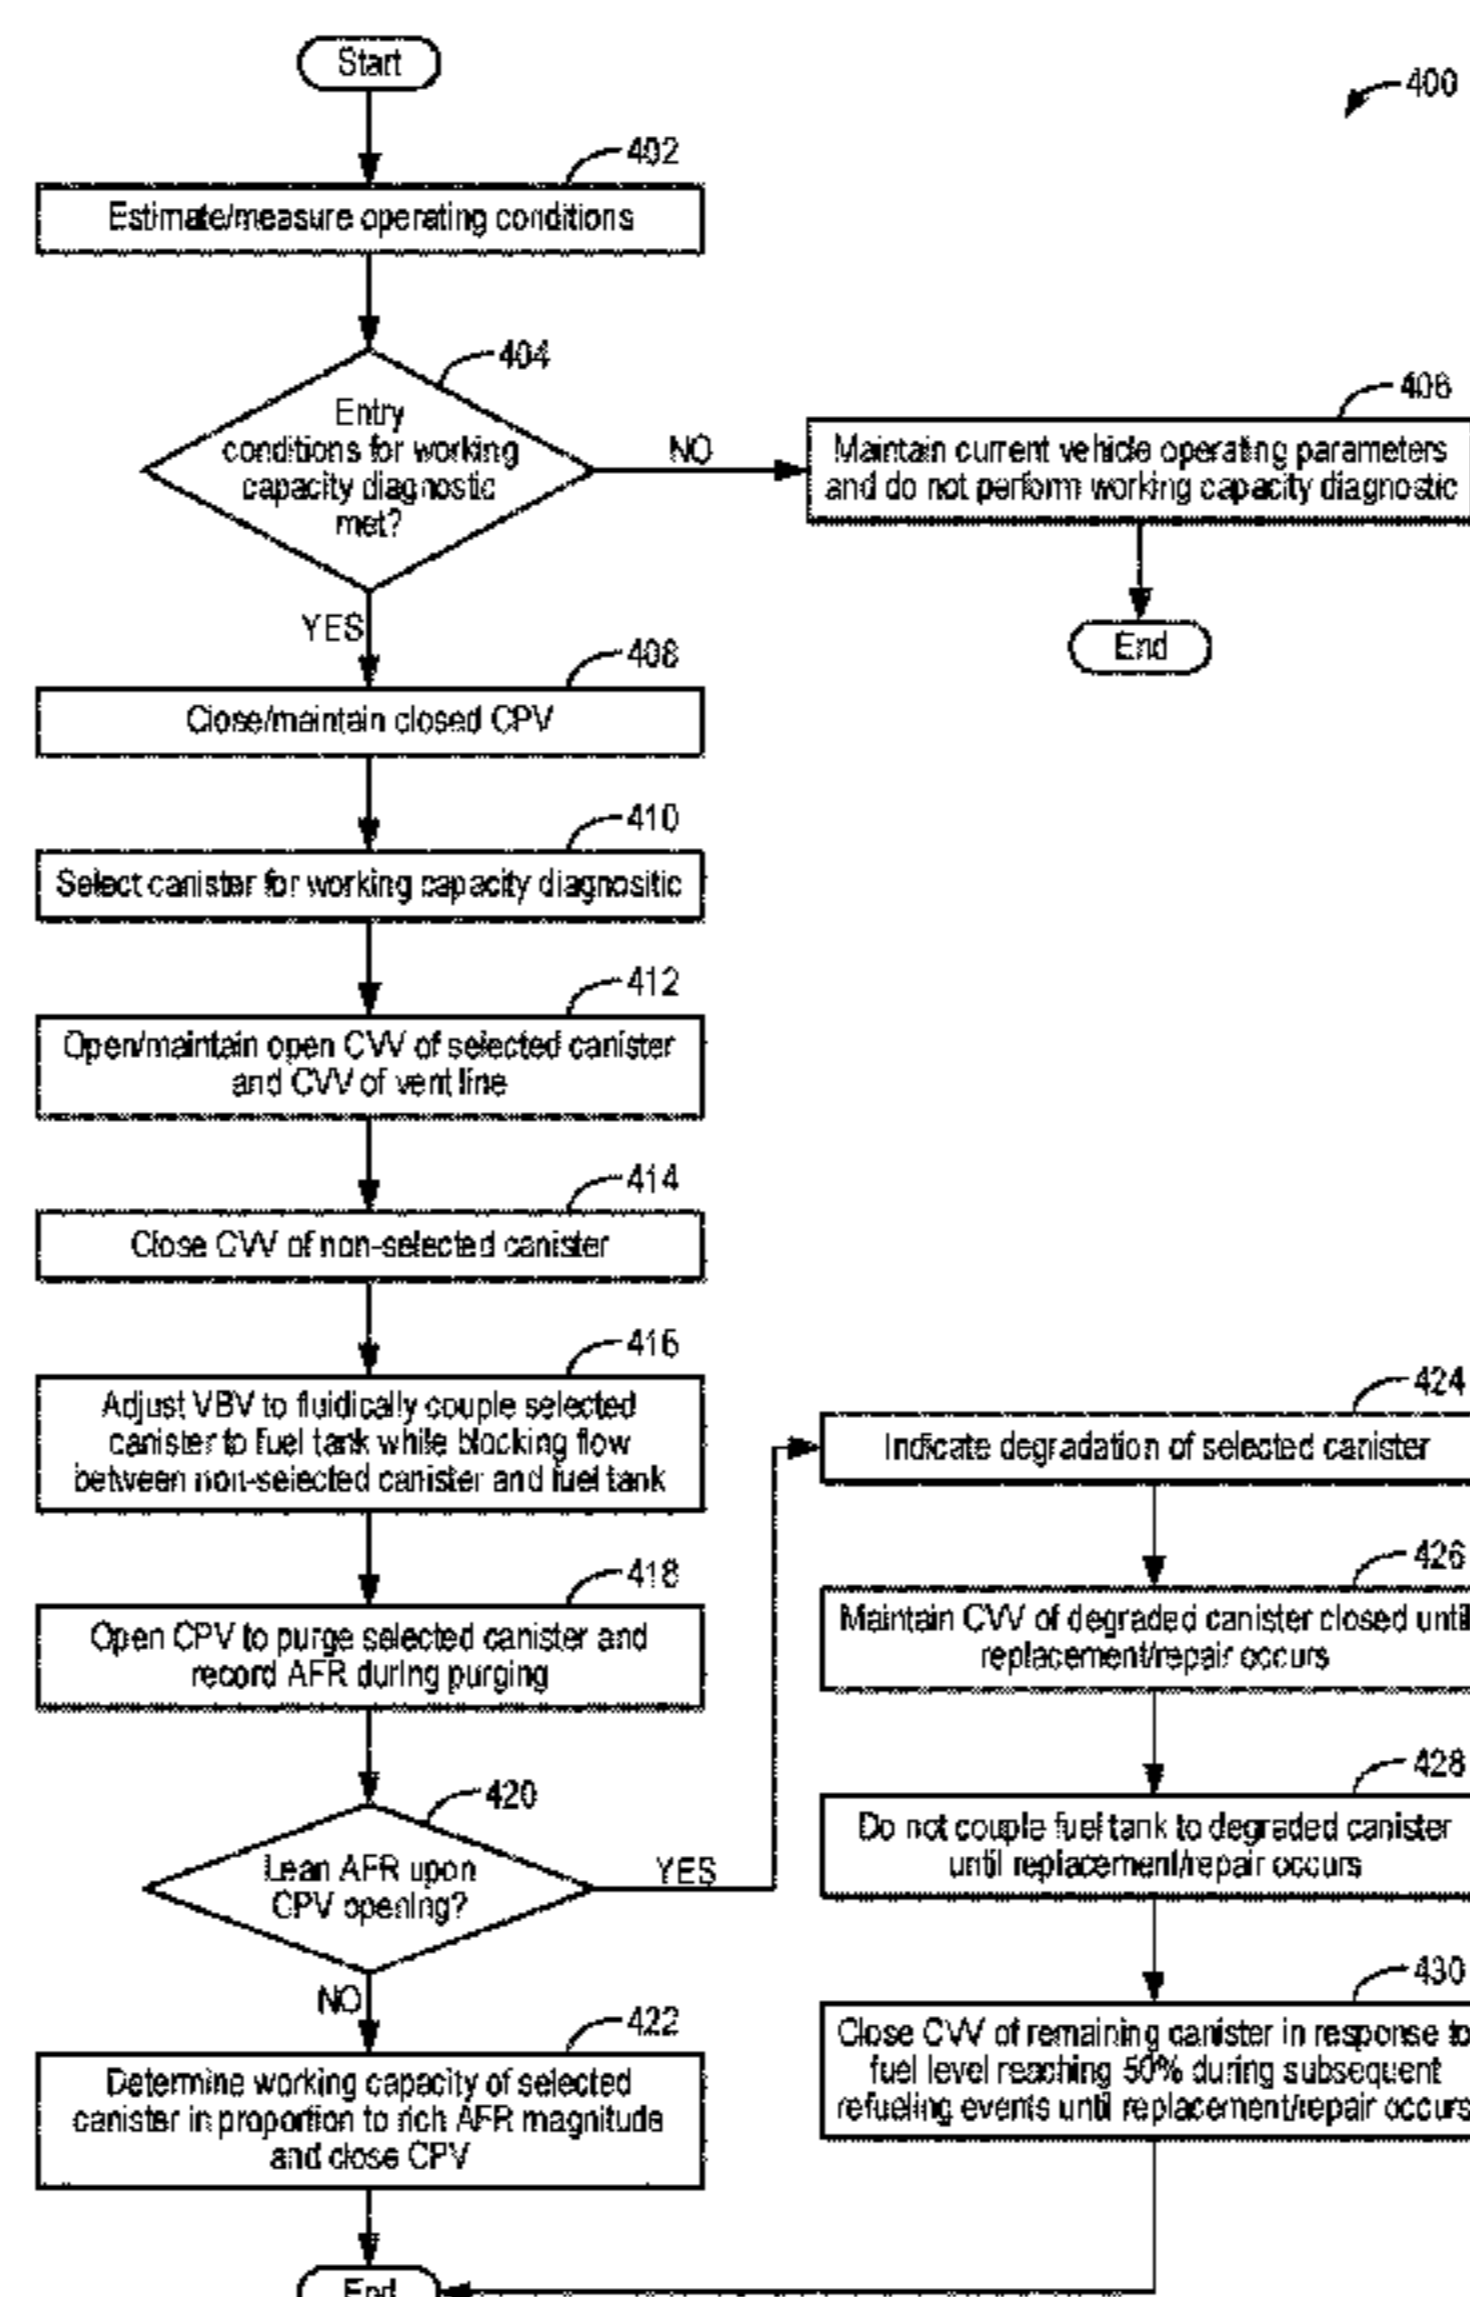 Start
400
402
Estimate/measure operating conditions
404
Entry
conditions for working
capacity diagnostic
met?
NO
406
Maintain current vehicle operating parameters
and do not perform working capacity diagnostic
End
YES
408
Close/maintain closed CPV
410
Select canister for working capacity diagnositic
412
Open/maintain open CVV of selected canister
and CVV of vent line
414
Close CVV of non-selected canister
416
Adjust VBV to fluidically couple selected
canister to fuel tank while blocking flow
between non-selected canister and fuel tank
418
Open CPV to purge selected canister and
record AFR during purging
420
Lean AFR upon
CPV opening?
YES
NO
422
Determine working capacity of selected
canister in proportion to rich AFR magnitude
and close CPV
End
424
Indicate degradation of selected canister
426
Maintain CVV of degraded canister closed until
replacement/repair occurs
428
Do not couple fuel tank to degraded canister
until replacement/repair occurs
430
Close CVV of remaining canister in response to
fuel level reaching 50% during subsequent
refueling events until replacement/repair occurs